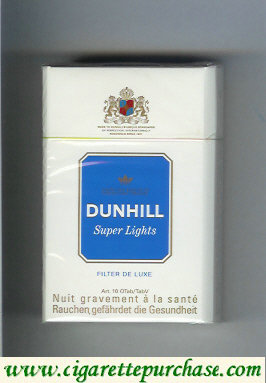 DUNHILL
Super Lights
FILTER DE LUXE
Art. 10 OTab/TabV
Nuit gravement à la santé
Rauchen gefährdet die Gesundheit
www.cigarettepurchase.com